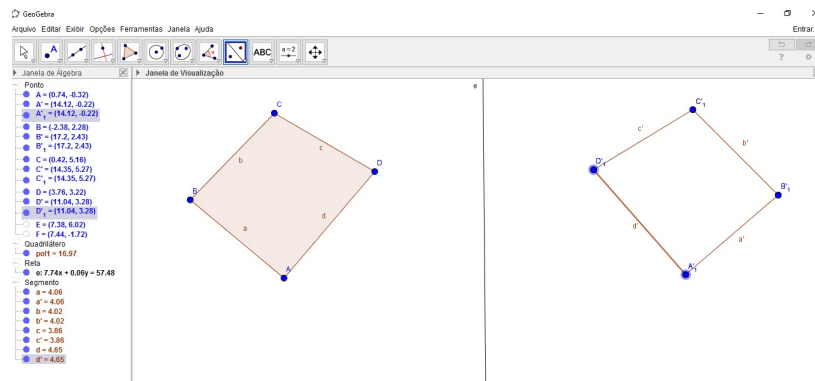 GeoGebra
Arquivo Editar Exibir Opções Ferramentas Janela Ajuda
Entrar...
A
ABC
a=2
?
Janela de Álgebra
Janela de Visualização
Ponto
A = (0.74, -0.32)
A' = (14.12, -0.22)
A'₁ = (14.12, -0.22)
B = (-2.38, 2.28)
B' = (17.2, 2.43)
B'₁ = (17.2, 2.43)
C = (0.42, 5.16)
C' = (14.35, 5.27)
C'₁ = (14.35, 5.27)
D = (3.76, 3.22)
D' = (11.04, 3.28)
D'₁ = (11.04, 3.28)
E = (7.38, 6.02)
F = (7.44, -1.72)
Quadrilátero
pol1 = 16.97
Reta
e: 7.74x + 0.06y = 57.48
Segmento
a = 4.06
a' = 4.06
b = 4.02
b' = 4.02
c = 3.86
c' = 3.86
d = 4.65
d' = 4.65
e
C
b
c
D
B
a
d
A
C'₁
c'
b'
D'₁
B'₁
d'
a'
A'₁